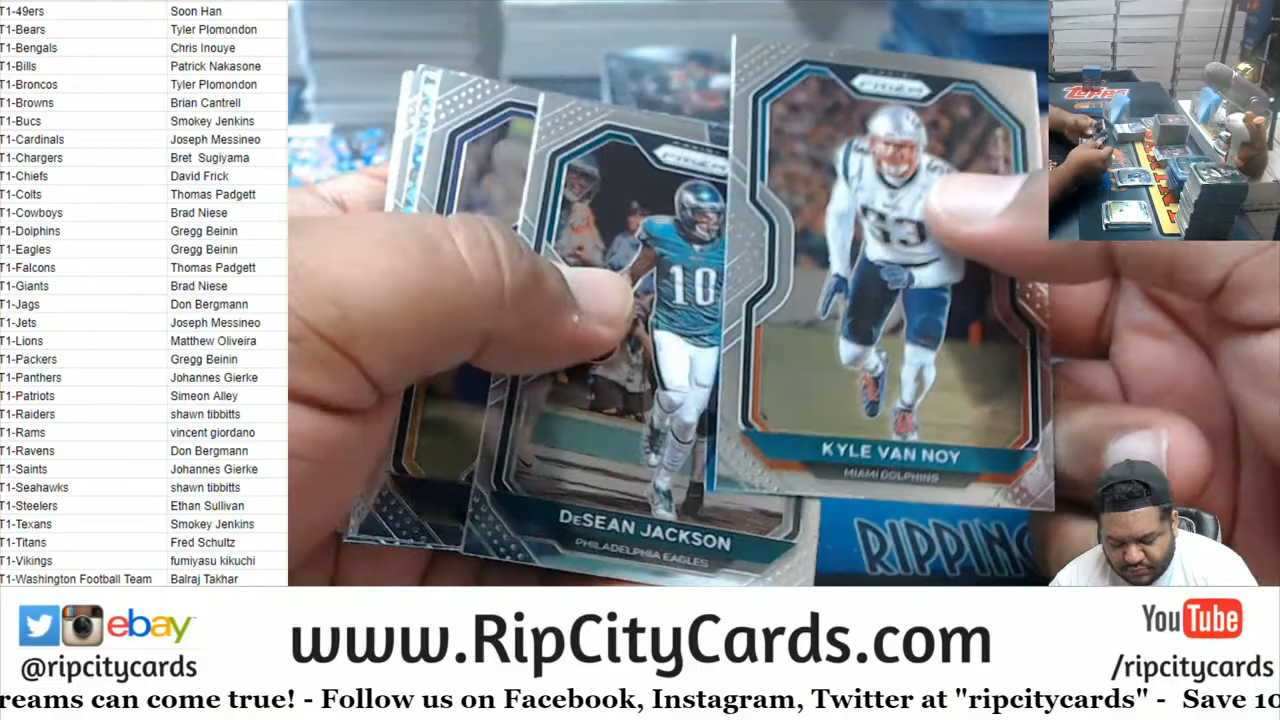 T1-49ers Soon Han
T1-Bears Tyler Plomondon
T1-Bengals Chris Inouye
T1-Bills Patrick Nakasone
T1-Broncos Tyler Plomondon
T1-Browns Brian Cantrell
T1-Bucs Smokey Jenkins
T1-Cardinals Joseph Messineo
T1-Chargers Bret Sugiyama
T1-Chiefs David Frick
T1-Colts Thomas Padgett
T1-Cowboys Brad Niese
T1-Dolphins Gregg Beinin
T1-Eagles Gregg Beinin
T1-Falcons Thomas Padgett
T1-Giants Brad Niese
T1-Jags Don Bergmann
T1-Jets Joseph Messineo
T1-Lions Matthew Oliveira
T1-Packers Gregg Beinin
T1-Panthers Johannes Gierke
T1-Patriots Simeon Alley
T1-Raiders shawn tibbitts
T1-Rams vincent giordano
T1-Ravens Don Bergmann
T1-Saints Johannes Gierke
T1-Seahawks shawn tibbitts
T1-Steelers Ethan Sullivan
T1-Texans Smokey Jenkins
T1-Titans Fred Schultz
T1-Vikings fumiyasu kikuchi
T1-Washington Football Team Balraj Takhar
PRIZM
10
DESEAN JACKSON
PHILADELPHIA EAGLES
PRIZM
53
KYLE VAN NOY
MIAMI DOLPHINS
RIPPING
Topps
ebay
@ripcitycards
www.RipCityCards.com
YouTube
/ripcitycards
reams can come true! - Follow us on Facebook, Instagram, Twitter at "ripcitycards" - Save 10